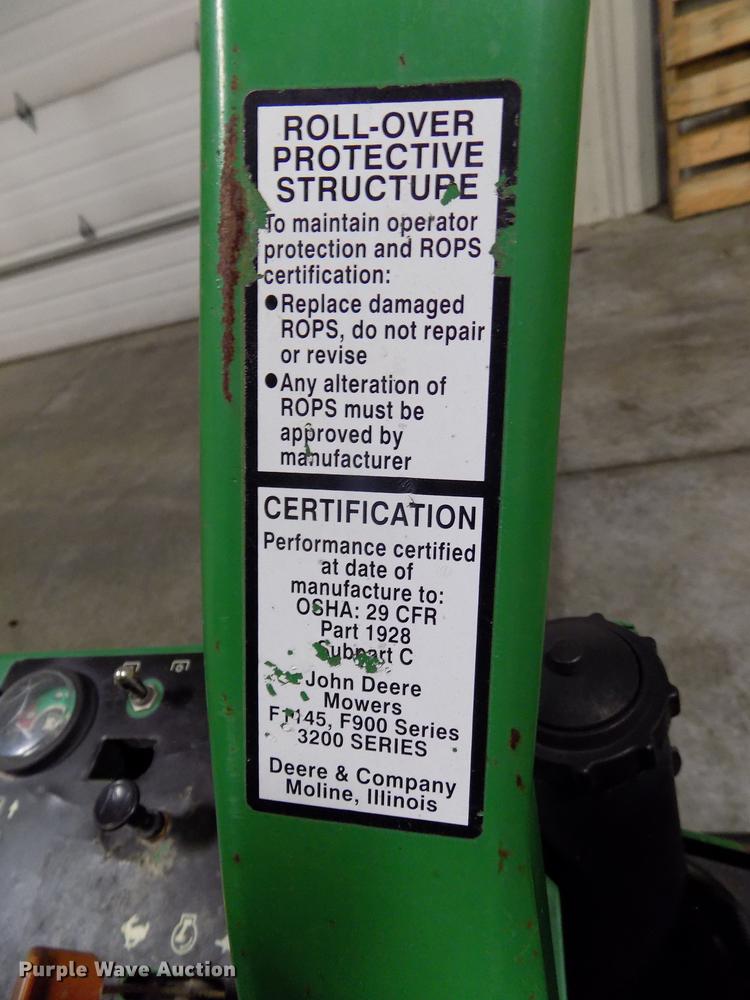 ROLL-OVER
PROTECTIVE
STRUCTURE
To maintain operator
protection and ROPS
certification:
●Replace damaged
ROPS, do not repair
or revise
●Any alteration of
ROPS must be
approved by
manufacturer
CERTIFICATION
Performance certified
at date of
manufacture to:
OSHA: 29 CFR
Part 1928
Subpart C
John Deere
Mowers
F1145, F900 Series
3200 SERIES
Deere & Company
Moline, Illinois
Purple Wave Auction